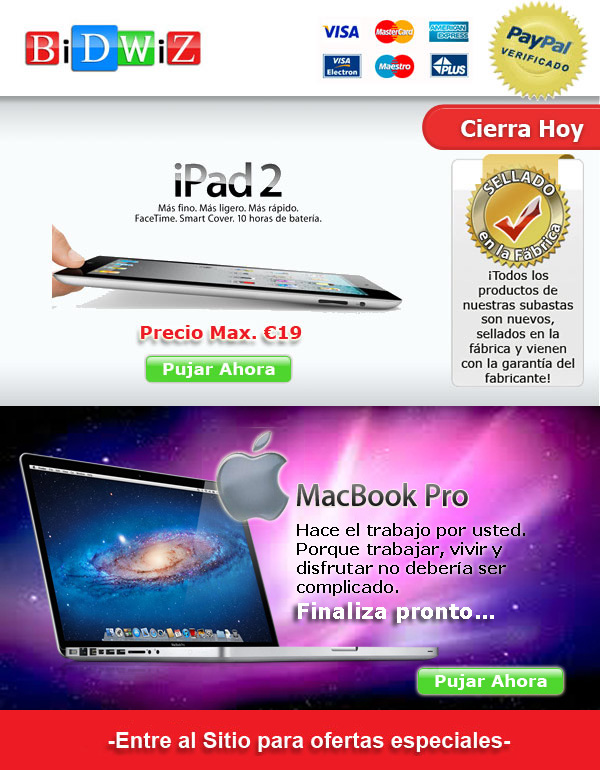 BiDWiZ
VISA MasterCard AMERICAN EXPRESS
VISA Electron Maestro PLUS
PayPal
VERIFICADO
Cierra Hoy
iPad 2
Más fino. Más ligero. Más rápido.
FaceTime. Smart Cover. 10 horas de batería.
Precio Max. €19
Pujar Ahora
SELLADO
en la Fábrica
¡Todos los
productos de
nuestras subastas
son nuevos,
sellados en la
fábrica y vienen
con la garantía del
fabricante!
MacBook Pro
Hace el trabajo por usted.
Porque trabajar, vivir y
disfrutar no debería ser
complicado.
Finaliza pronto...
Pujar Ahora
-Entre al Sitio para ofertas especiales-